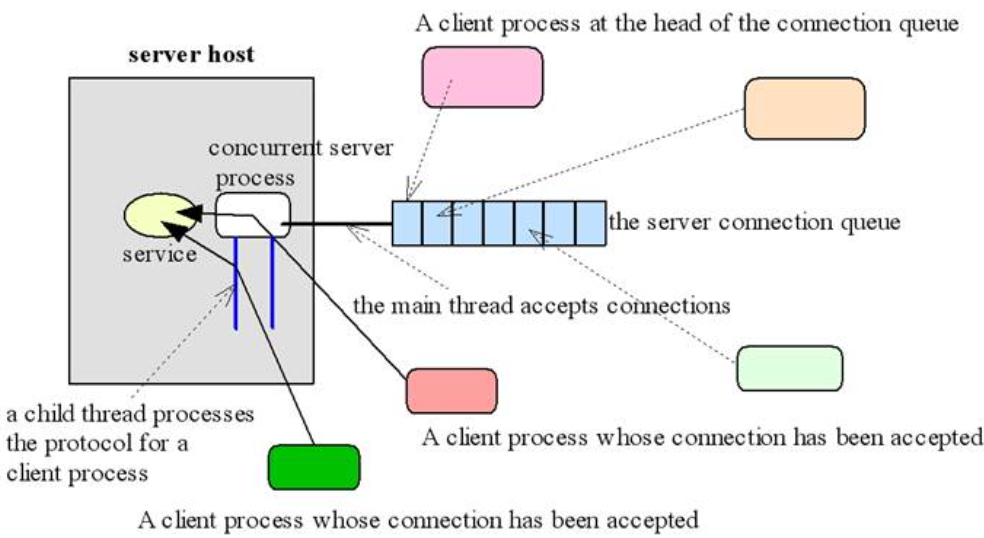 A client process at the head of the connection queue
server host
concurrent server
process
the server connection queue
service
the main thread accepts connections
a child thread processes
the protocol for a
client process
A client process whose connection has been accepted
A client process whose connection has been accepted